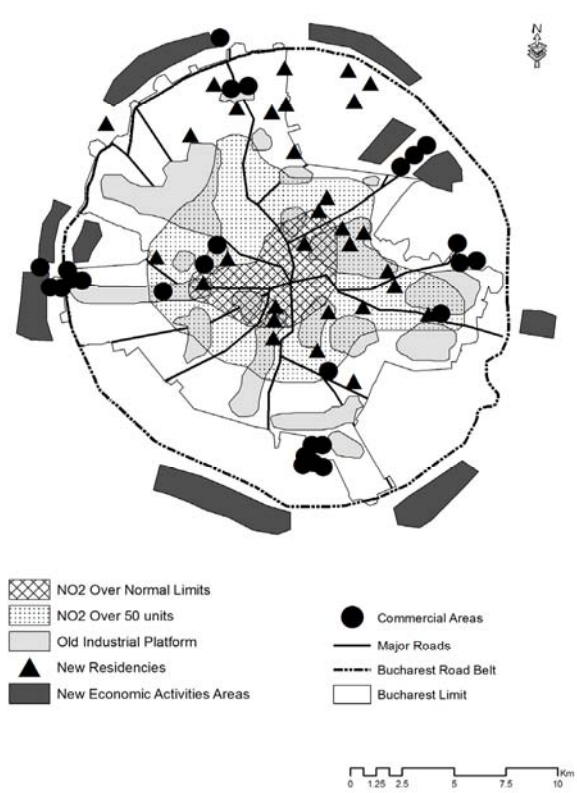 N
NO2 Over Normal Limits
NO2 Over 50 units
Old Industrial Platform
New Residencies
New Economic Activities Areas
Commercial Areas
Major Roads
Bucharest Road Belt
Bucharest Limit
Km
0 1.25 2.5 5 7.5 10